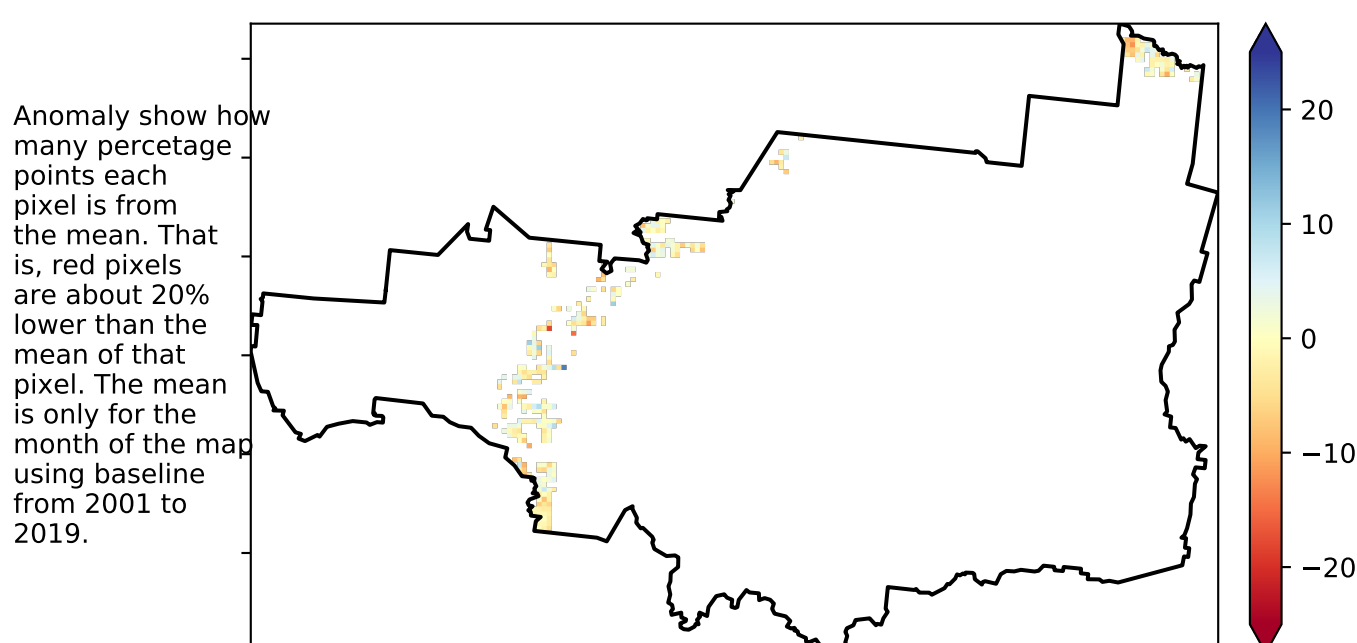 Anomaly show how
many percetage
points each
pixel is from
the mean. That
is, red pixels
are about 20%
lower than the
mean of that
pixel. The mean
is only for the
month of the map
using baseline
from 2001 to
2019.
20
10
0
−10
−20